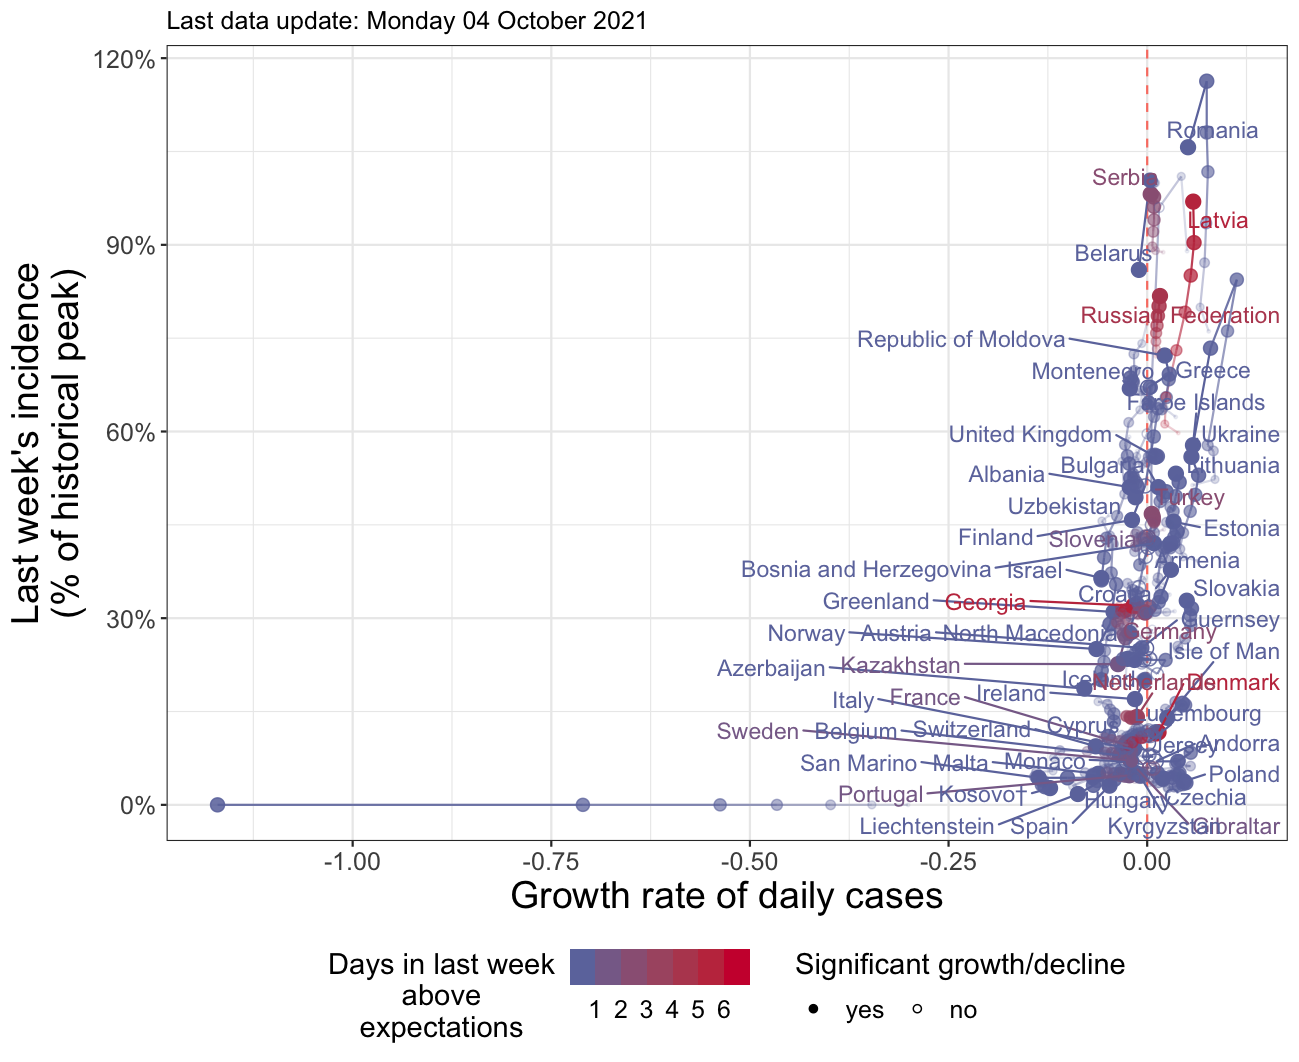 Last data update: Monday 04 October 2021
120%
90%
60%
30%
0%
Last week's incidence
(% of historical peak)
Romania
Serbia
Latvia
Belarus
Russian Federation
Republic of Moldova
Montenegro
Greece
Faroe Islands
United Kingdom
Ukraine
Bulgaria
Lithuania
Albania
Turkey
Uzbekistan
Estonia
Finland
Slovenia
Armenia
Bosnia and Herzegovina
Israel
Slovakia
Croatia
Greenland
Georgia
Guernsey
Norway
Austria
North Macedonia
Germany
Isle of Man
Azerbaijan
Kazakhstan
Iceland
Netherlands
Denmark
Italy
France
Ireland
Luxembourg
Sweden
Belgium
Switzerland
Cyprus
Jersey
Andorra
San Marino
Malta
Monaco
Poland
Portugal
Kosovo†
Hungary
Czechia
Liechtenstein
Spain
Kyrgyzstan
Gibraltar
-1.00
-0.75
-0.50
-0.25
0.00
Growth rate of daily cases
Days in last week
above
expectations
1 2 3 4 5 6
Significant growth/decline
yes
no